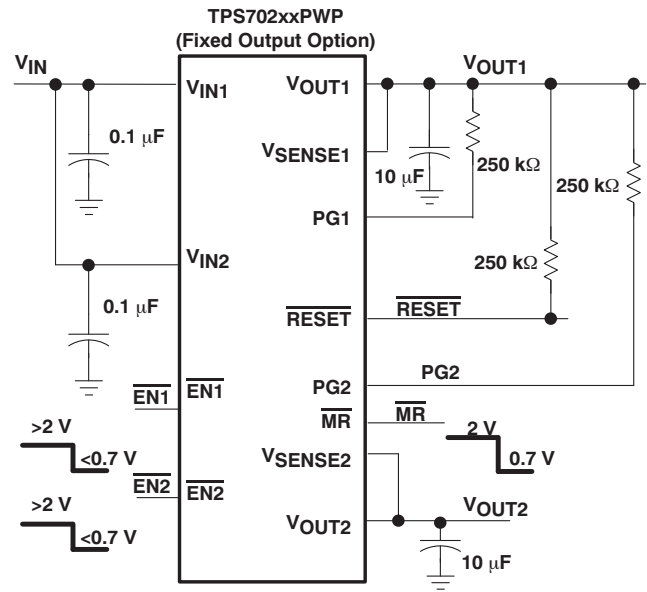 TPS702xxPWP
(Fixed Output Option)
VIN
VIN1
VOUT1
VOUT1
0.1 μF
VSENSE1
10 μF
250 kΩ
250 kΩ
PG1
VIN2
250 kΩ
0.1 μF
RESET
RESET
PG2
PG2
EN1
EN1
MR
MR
>2 V
<0.7 V
2 V
0.7 V
VSENSE2
EN2
EN2
>2 V
<0.7 V
VOUT2
VOUT2
10 μF